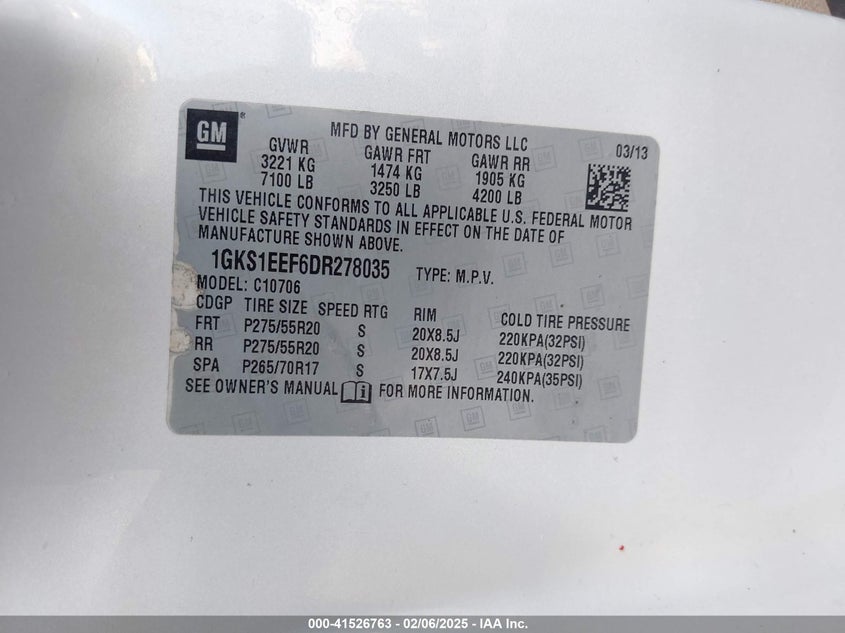 GM ®
MFD BY GENERAL MOTORS LLC
03/13
GVWR GAWR FRT GAWR RR
3221 KG 1474 KG 1905 KG
7100 LB 3250 LB 4200 LB
THIS VEHICLE CONFORMS TO ALL APPLICABLE U.S. FEDERAL MOTOR
VEHICLE SAFETY STANDARDS IN EFFECT ON THE DATE OF
MANUFACTURE SHOWN ABOVE.
1GKS1EEF6DR278035 TYPE: M.P.V.
MODEL: C10706
CDGP TIRE SIZE SPEED RTG RIM COLD TIRE PRESSURE
FRT P275/55R20 S 20X8.5J 220KPA(32PSI)
RR P275/55R20 S 20X8.5J 220KPA(32PSI)
SPA P265/70R17 S 17X7.5J 240KPA(35PSI)
SEE OWNER'S MANUAL i FOR MORE INFORMATION.
000-41526763 - 02/06/2025 - IAA Inc.